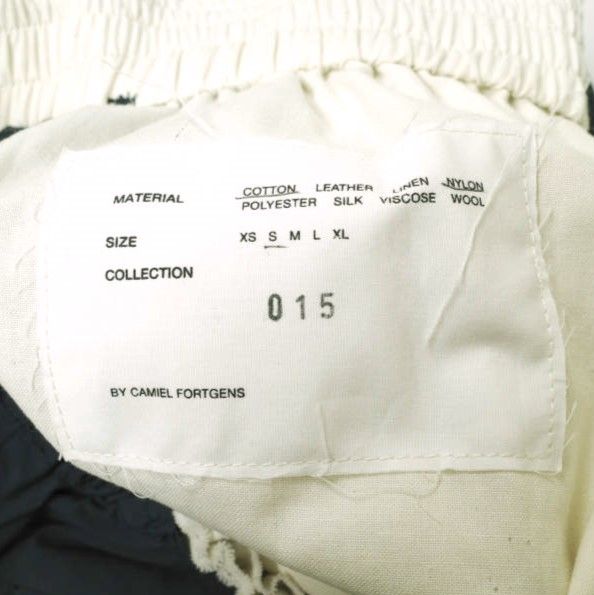 MATERIAL COTTON LEATHER LINEN NYLON
POLYESTER SILK VISCOSE WOOL
SIZE XS S M L XL
COLLECTION
015
BY CAMIEL FORTGENS